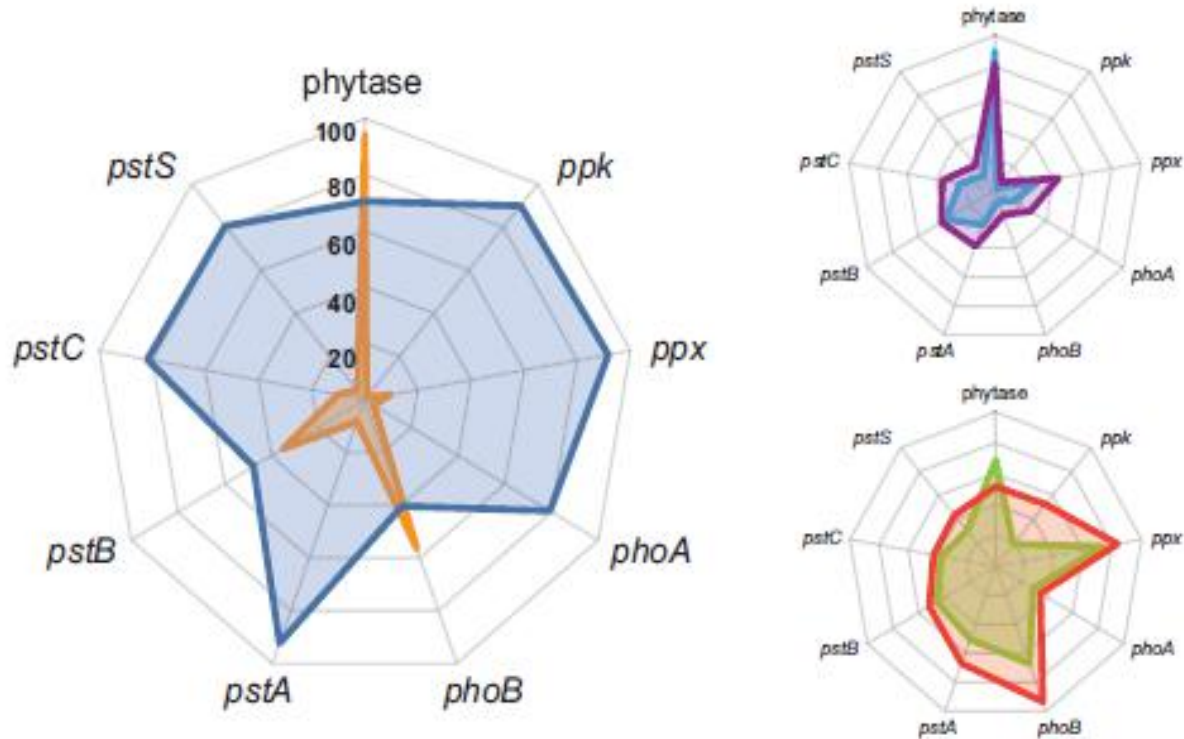 phytase
100
80
60
40
20
ppk
ppx
phoA
phoB
pstA
pstB
pstC
pstS
phytase
ppk
ppx
phoA
phoB
pstA
pstB
pstC
pstS
phytase
ppk
ppx
phoA
phoB
pstA
pstB
pstC
pstS